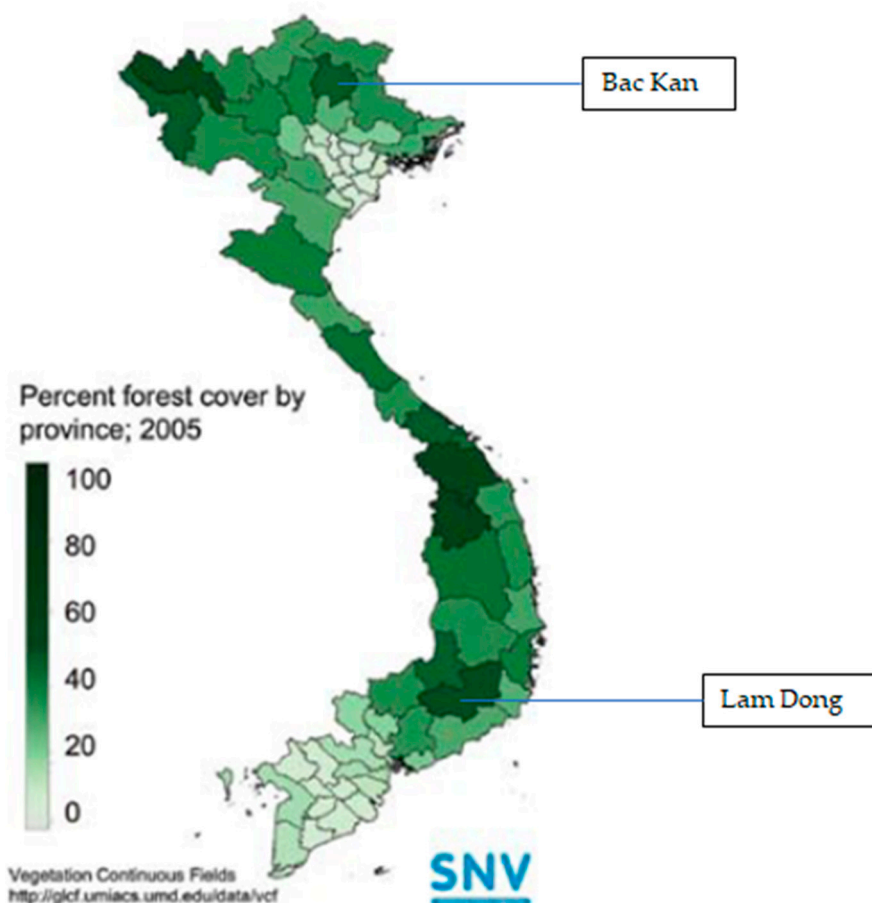 Bac Kan
Percent forest cover by
province; 2005
100
80
60
40
20
0
Lam Dong
Vegetation Continuous Fields
http://glcf.umiacs.umd.edu/data/vcf
SNV